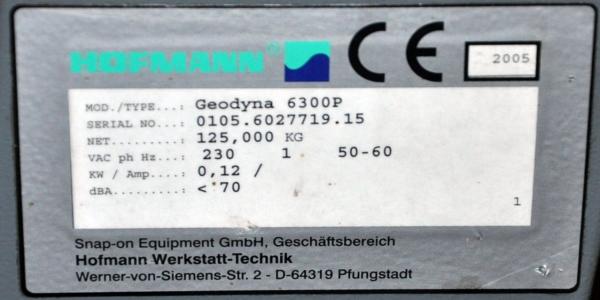 HOFMANN® CE 2005
MOD./TYPE...: Geodyna 6300P
SERIAL NO...: 0105.6027719.15
NET.........: 125,000 KG
VAC ph Hz...: 230 1 50-60
KW / Amp....: 0,12 /
dBA.........: < 70
1
Snap-on Equipment GmbH, Geschäftsbereich
Hofmann Werkstatt-Technik
Werner-von-Siemens-Str. 2 - D-64319 Pfungstadt